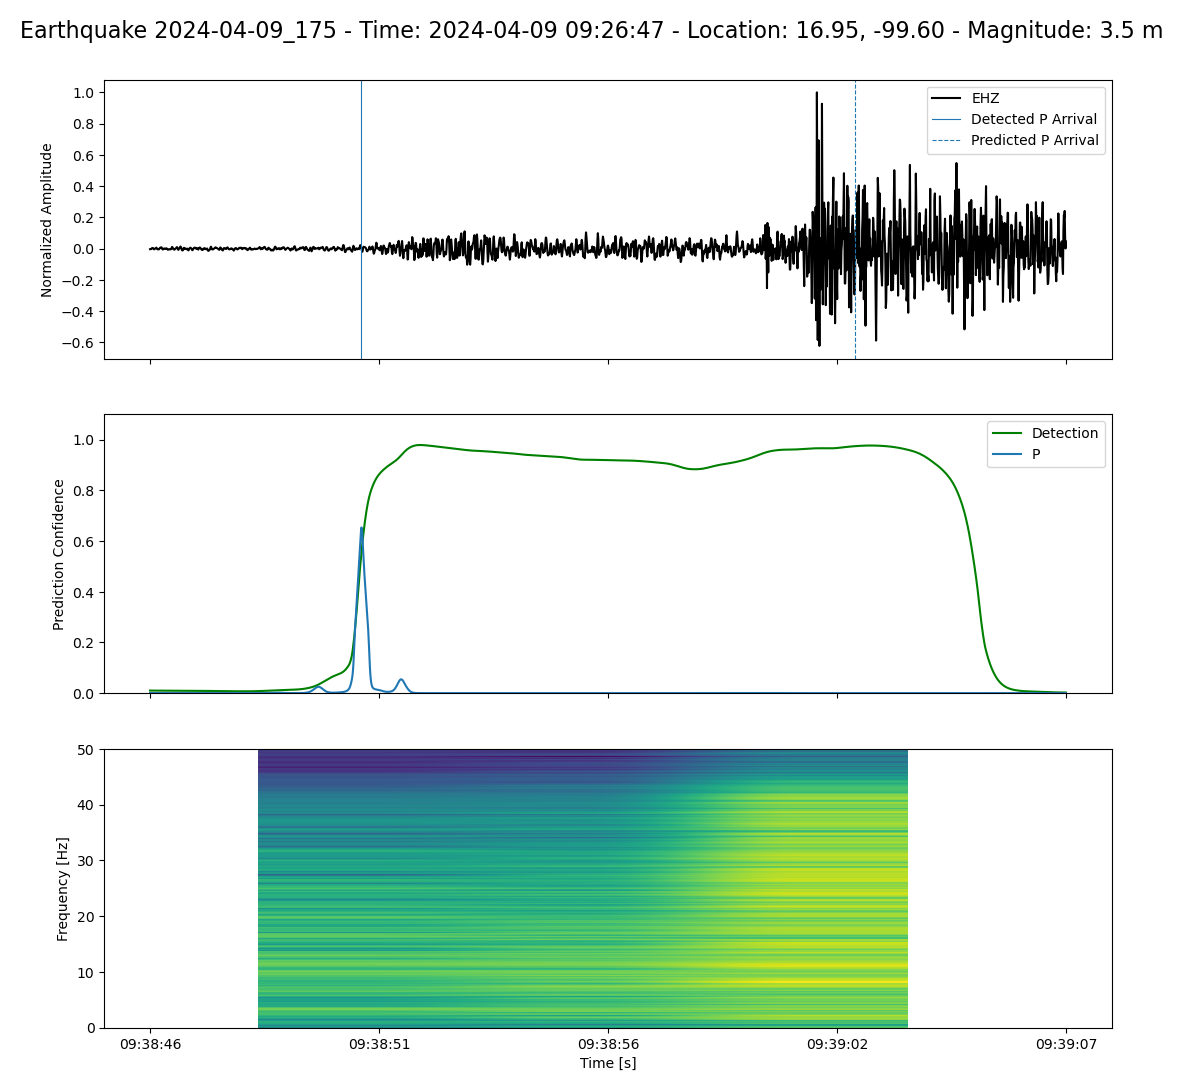 Earthquake 2024-04-09_175 - Time: 2024-04-09 09:26:47 - Location: 16.95, -99.60 - Magnitude: 3.5 m
Normalized Amplitude
1.0
0.8
0.6
0.4
0.2
0.0
−0.2
−0.4
−0.6
EHZ
Detected P Arrival
Predicted P Arrival
Prediction Confidence
1.0
0.8
0.6
0.4
0.2
0.0
Detection
P
Frequency [Hz]
50
40
30
20
10
0
09:38:46 09:38:51 09:38:56 09:39:02 09:39:07
Time [s]